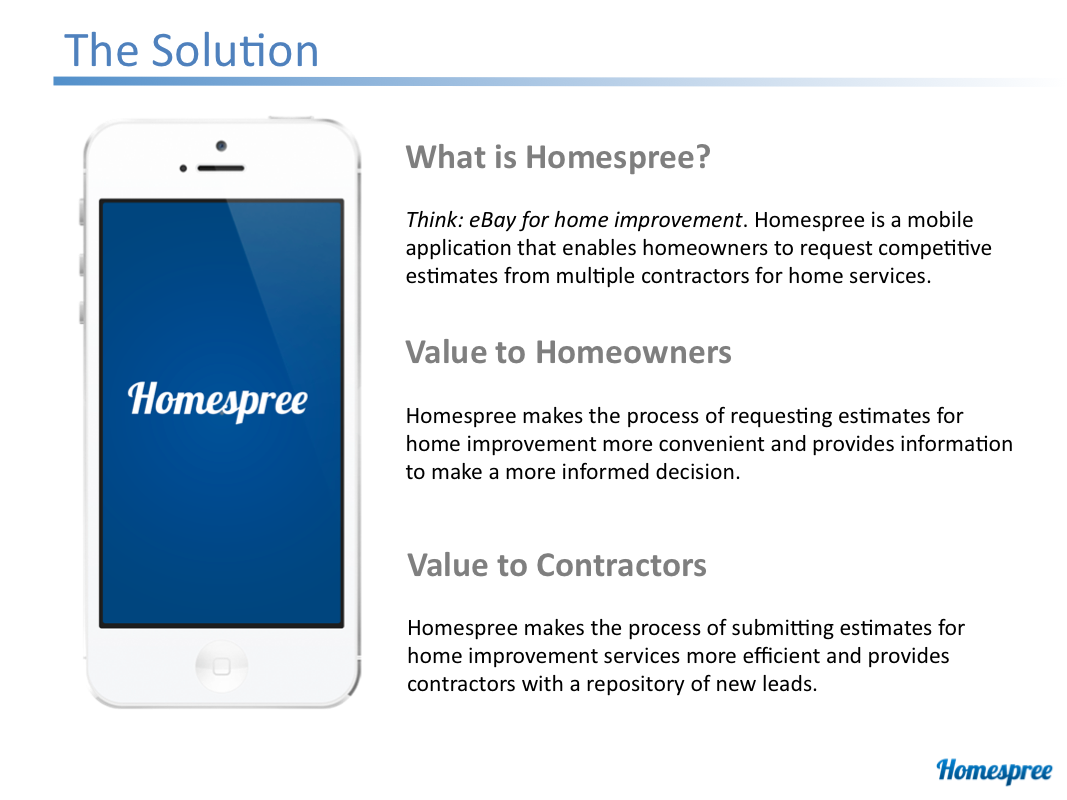 The Solution
Homespree
What is Homespree?
Think: eBay for home improvement. Homespree is a mobile
application that enables homeowners to request competitive
estimates from multiple contractors for home services.
Value to Homeowners
Homespree makes the process of requesting estimates for
home improvement more convenient and provides information
to make a more informed decision.
Value to Contractors
Homespree makes the process of submitting estimates for
home improvement services more efficient and provides
contractors with a repository of new leads.
Homespree